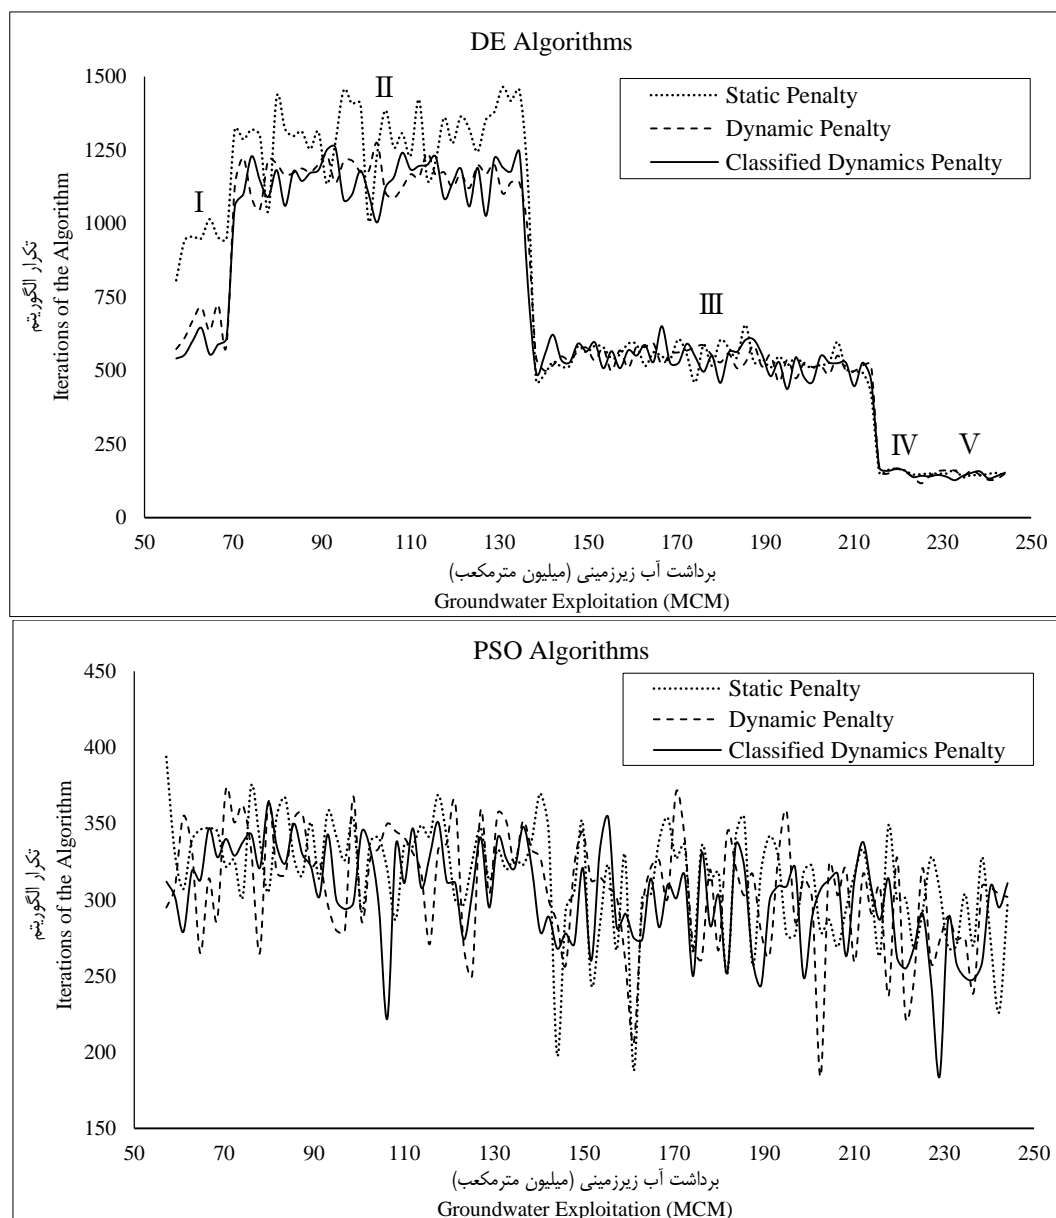 DE Algorithms
1500
1250
1000
750
500
250
0
تکرار الگوریتم
Iterations of the Algorithm
Static Penalty
Dynamic Penalty
Classified Dynamics Penalty
I
II
III
IV
V
50 70 90 110 130 150 170 190 210 230 250
برداشت آب زیرزمینی (میلیون مترمکعب)
Groundwater Exploitation (MCM)
PSO Algorithms
450
400
350
300
250
200
150
تکرار الگوریتم
Iterations of the Algorithm
Static Penalty
Dynamic Penalty
Classified Dynamics Penalty
50 70 90 110 130 150 170 190 210 230 250
برداشت آب زیرزمینی (میلیون مترمکعب)
Groundwater Exploitation (MCM)